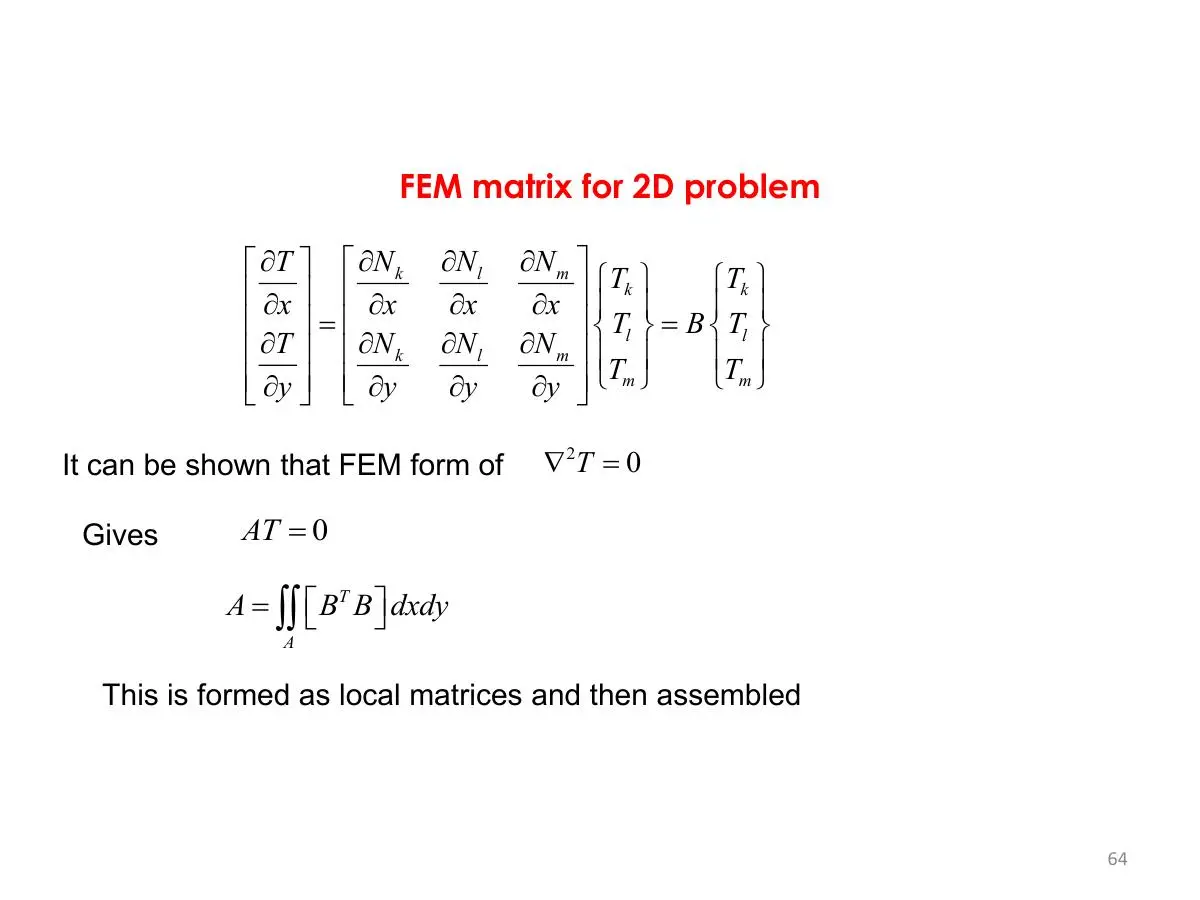 FEM matrix for 2D problem
[∂T/∂x; ∂T/∂y] = [∂N_k/∂x ∂N_l/∂x ∂N_m/∂x; ∂N_k/∂y ∂N_l/∂y ∂N_m/∂y] {T_k; T_l; T_m} = B {T_k; T_l; T_m}
It can be shown that FEM form of ∇²T = 0
Gives AT = 0
A = ∬_A [B^T B] dxdy
This is formed as local matrices and then assembled
64